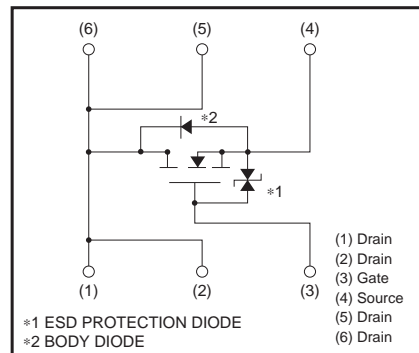 (6) (5) (4)
∗2
∗1
(1) (2) (3)
(1) Drain
(2) Drain
(3) Gate
(4) Source
(5) Drain
(6) Drain
∗1 ESD PROTECTION DIODE
∗2 BODY DIODE